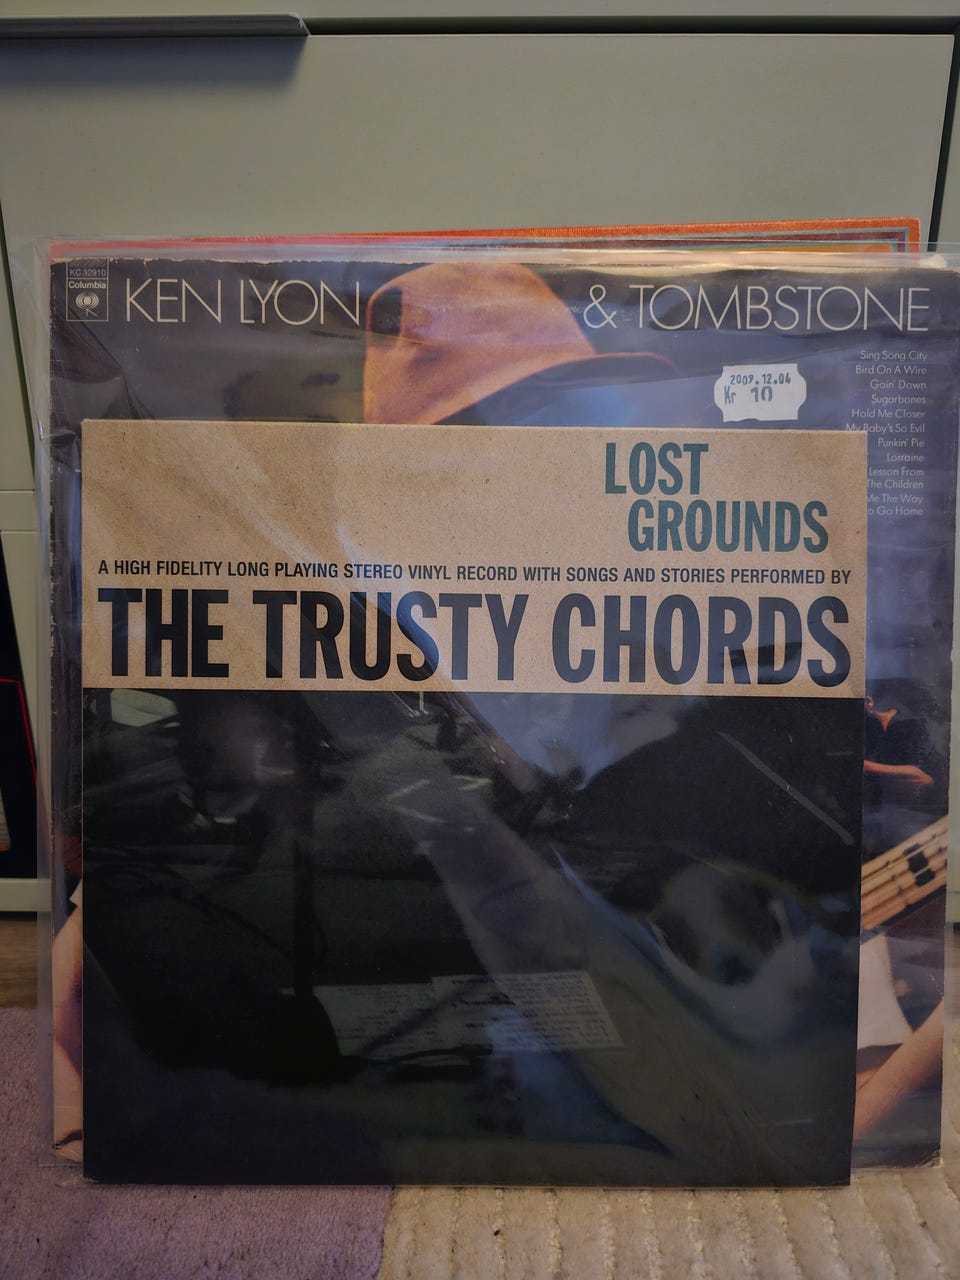 KC 32910
Columbia
KEN LYON & TOMBSTONE
Sing Song City
Bird On A Wire
Goin' Down
Sugarbones
Hold Me Closer
My Baby's So Evil
Punkin' Pie
Lorraine
Lesson From
The Children
Me The Way
o Go Home
2009.12.04
Kr 10
LOST
GROUNDS
A HIGH FIDELITY LONG PLAYING STEREO VINYL RECORD WITH SONGS AND STORIES PERFORMED BY
THE TRUSTY CHORDS